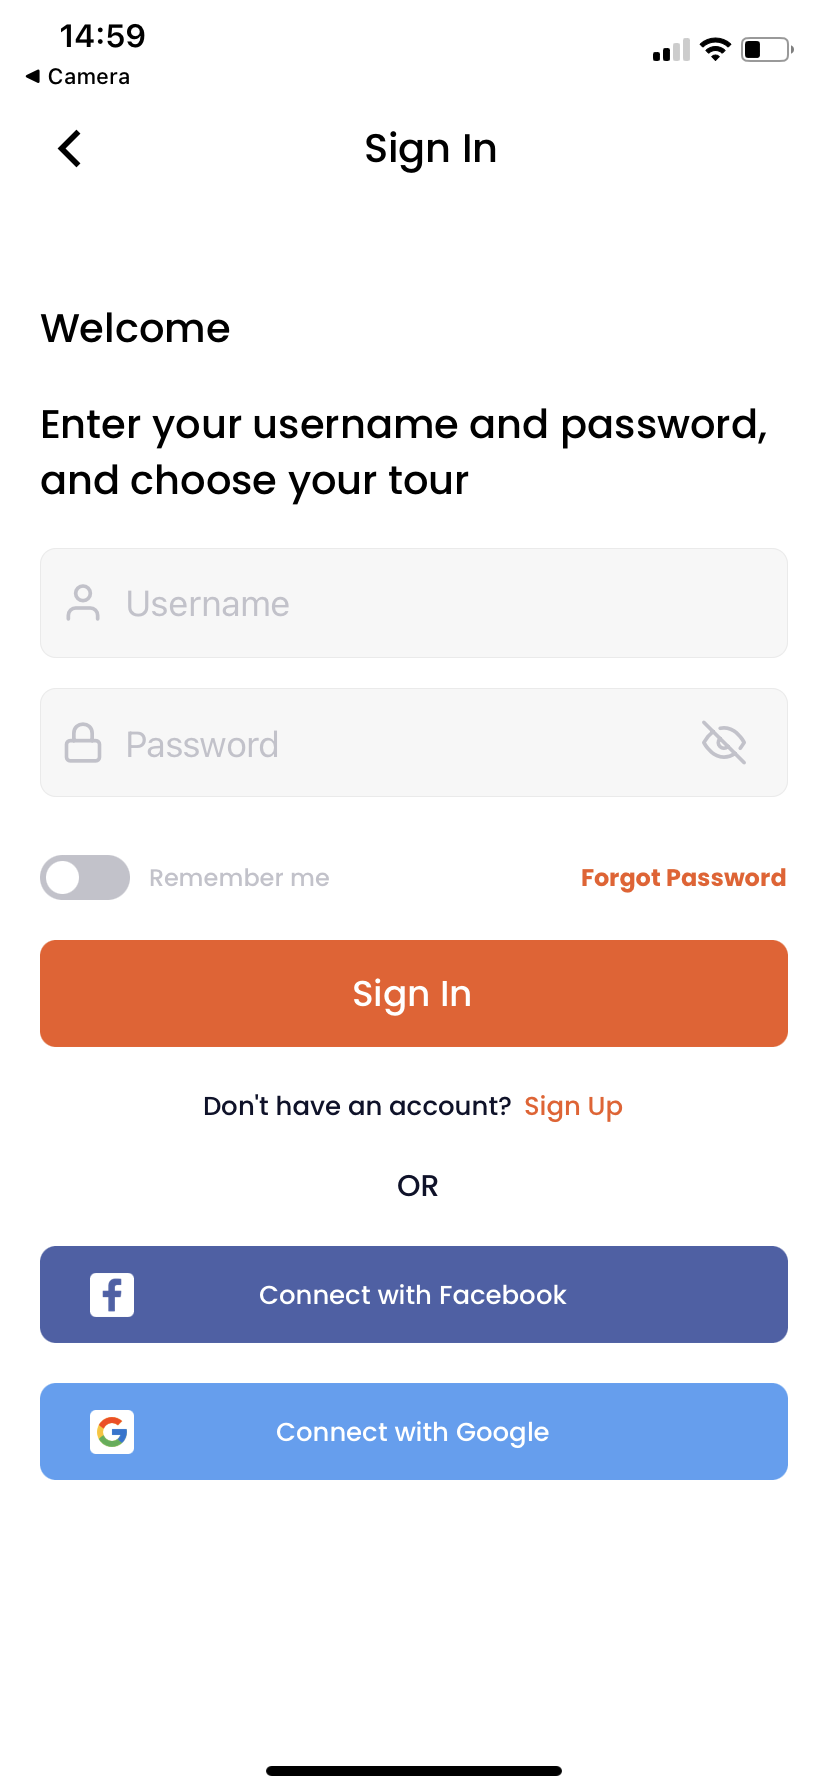 14:59
◀ Camera
Sign In
Welcome
Enter your username and password,
and choose your tour
Username
Password
Remember me
Forgot Password
Sign In
Don't have an account? Sign Up
OR
Connect with Facebook
Connect with Google